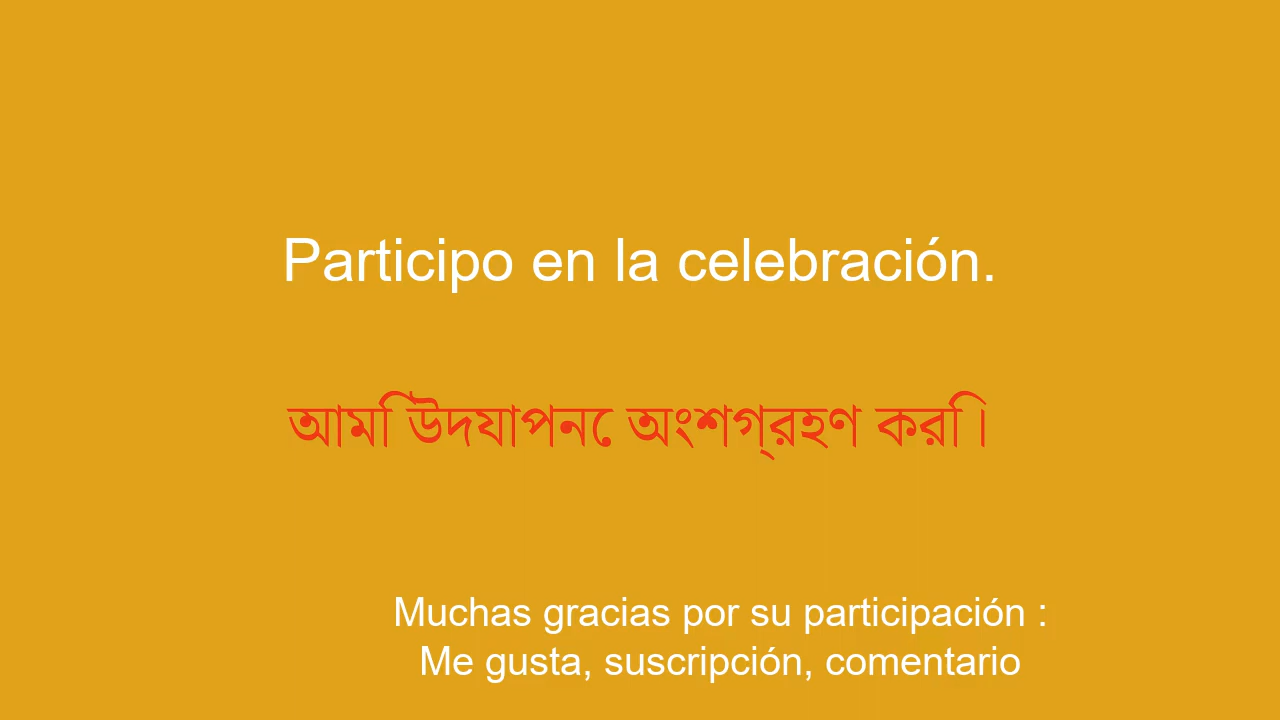 Participo en la celebración.
আমি উদযাপনে অংশগ্রহণ করি।
Muchas gracias por su participación :
Me gusta, suscripción, comentario